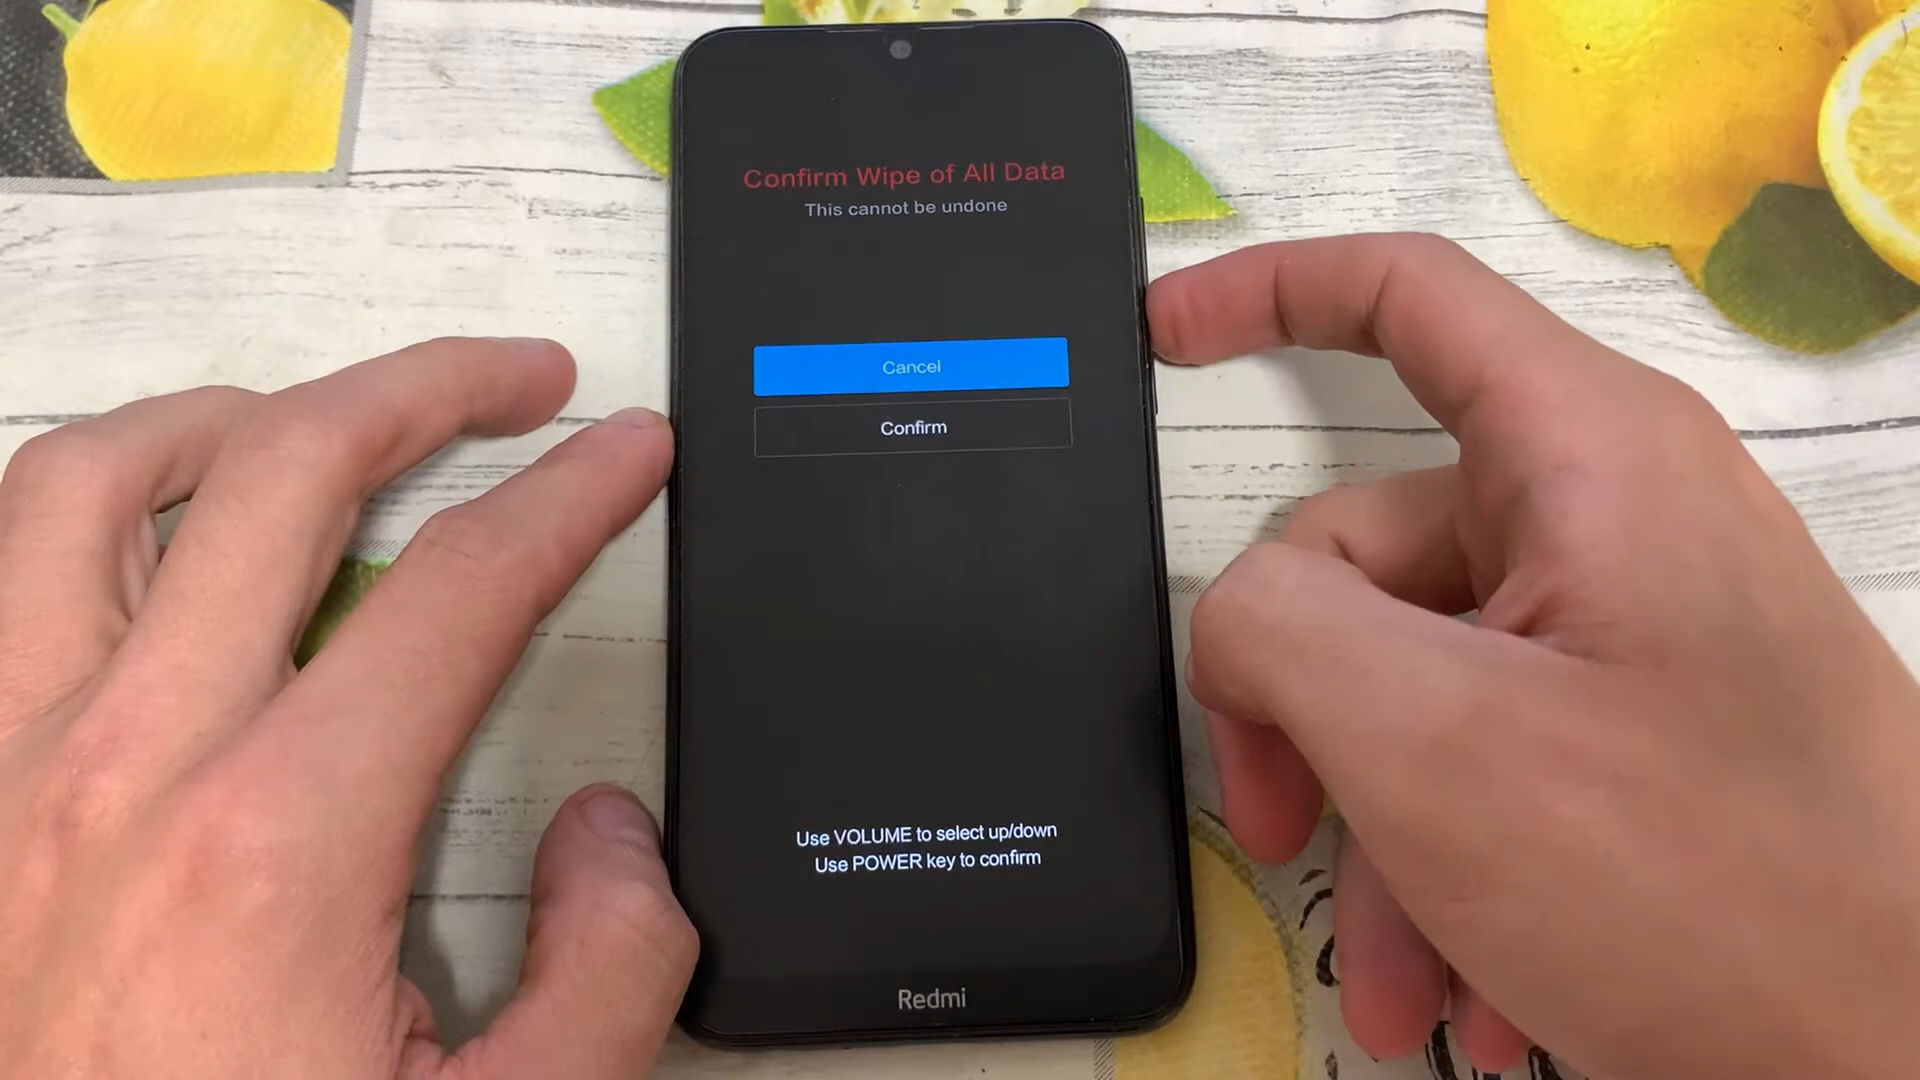 Confirm Wipe of All Data
This cannot be undone
Cancel
Confirm
Use VOLUME to select up/down
Use POWER key to confirm
Redmi